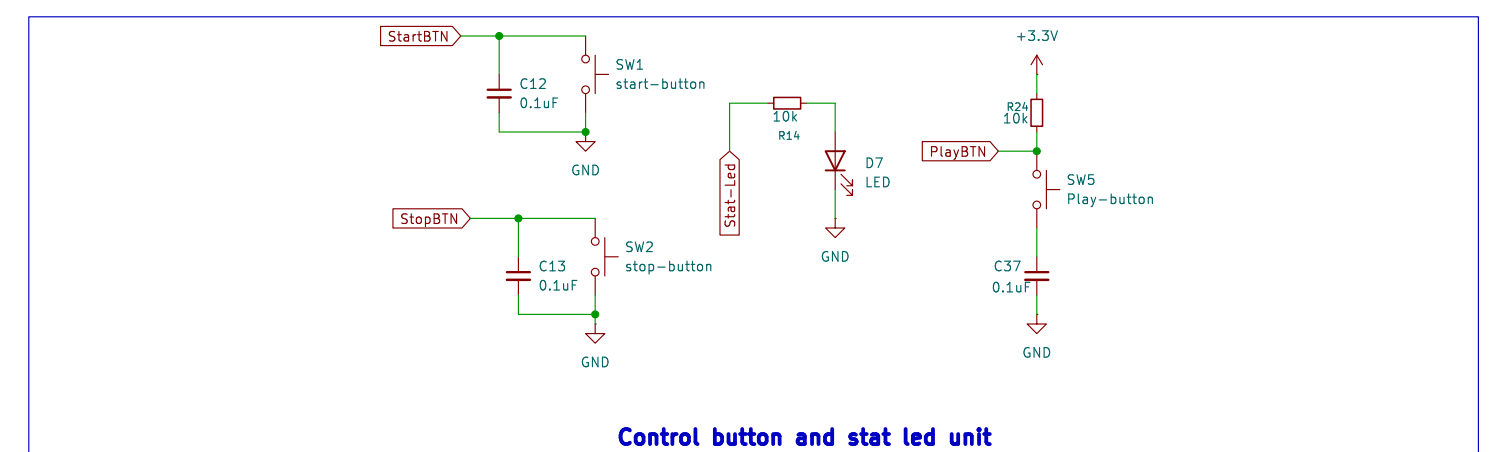 StartBTN
SW1
start-button
C12
0.1uF
GND
StopBTN
SW2
stop-button
C13
0.1uF
GND
10k
R14
Stat-Led
D7
LED
GND
+3.3V
R24
10k
PlayBTN
SW5
Play-button
C37
0.1uF
GND
Control button and stat led unit